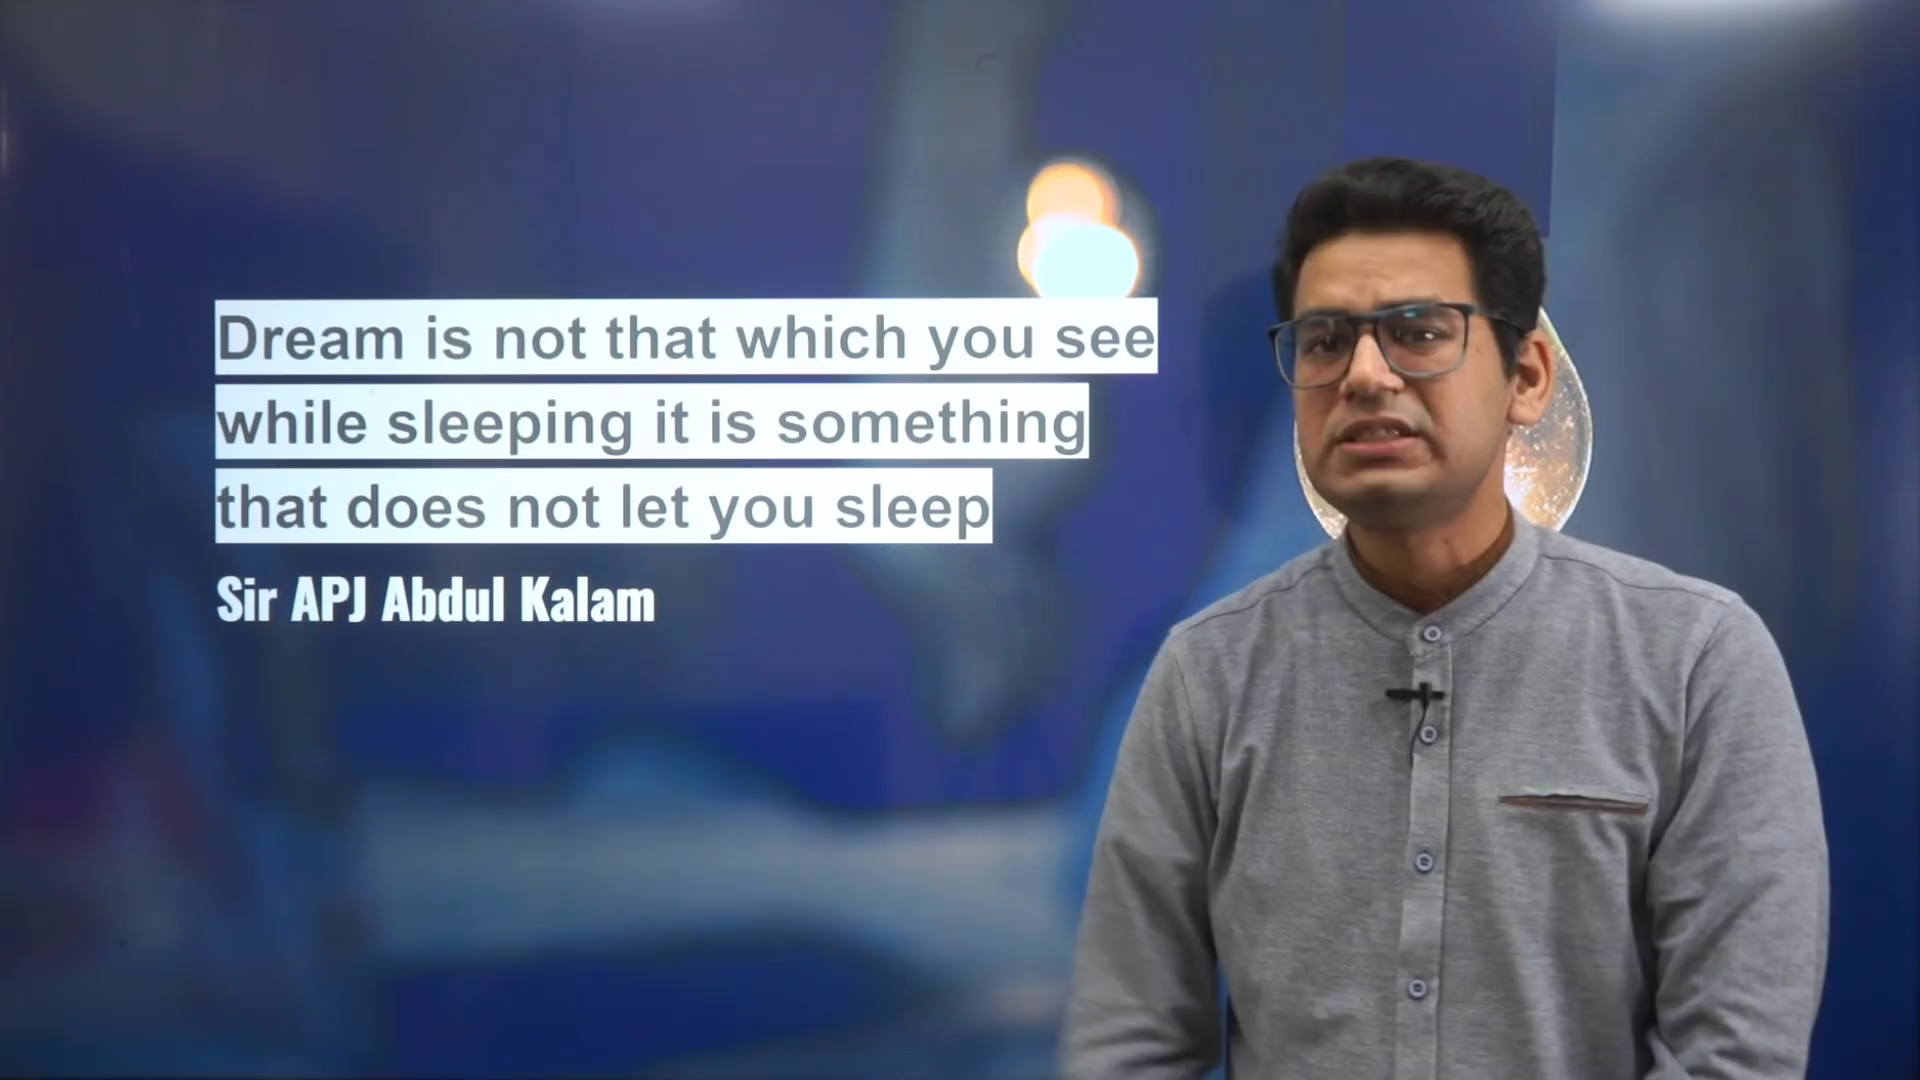 Dream is not that which you see
while sleeping it is something
that does not let you sleep
Sir APJ Abdul Kalam